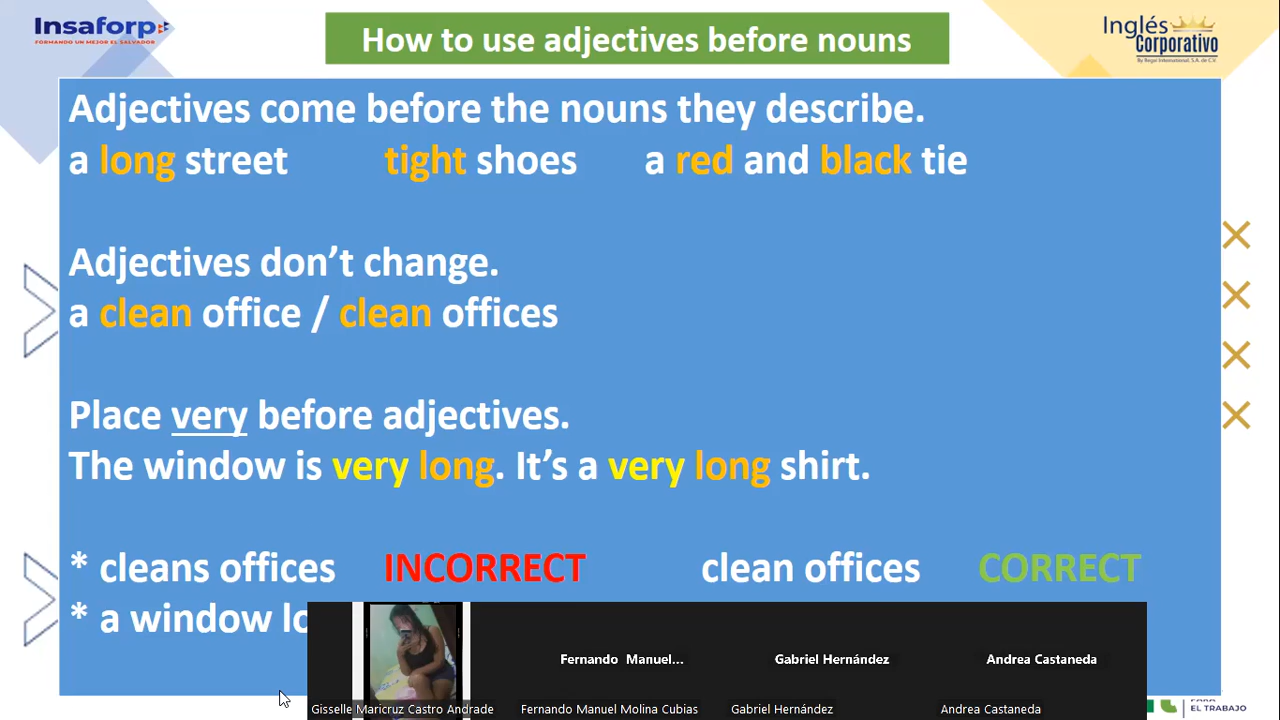 Insaforp
FORMANDO UN MEJOR EL SALVADOR
How to use adjectives before nouns
Inglés
Corporativo
By Regal International, S.A. de C.V.
Adjectives come before the nouns they describe.
a long street tight shoes a red and black tie
Adjectives don’t change.
a clean office / clean offices
Place very before adjectives.
The window is very long. It’s a very long shirt.
* cleans offices INCORRECT clean offices CORRECT
* a window lo
Fernando Manuel...
Gabriel Hernández
Andrea Castaneda
Gisselle Maricruz Castro Andrade
Fernando Manuel Molina Cubias
Gabriel Hernández
Andrea Castaneda
EL TRABAJO